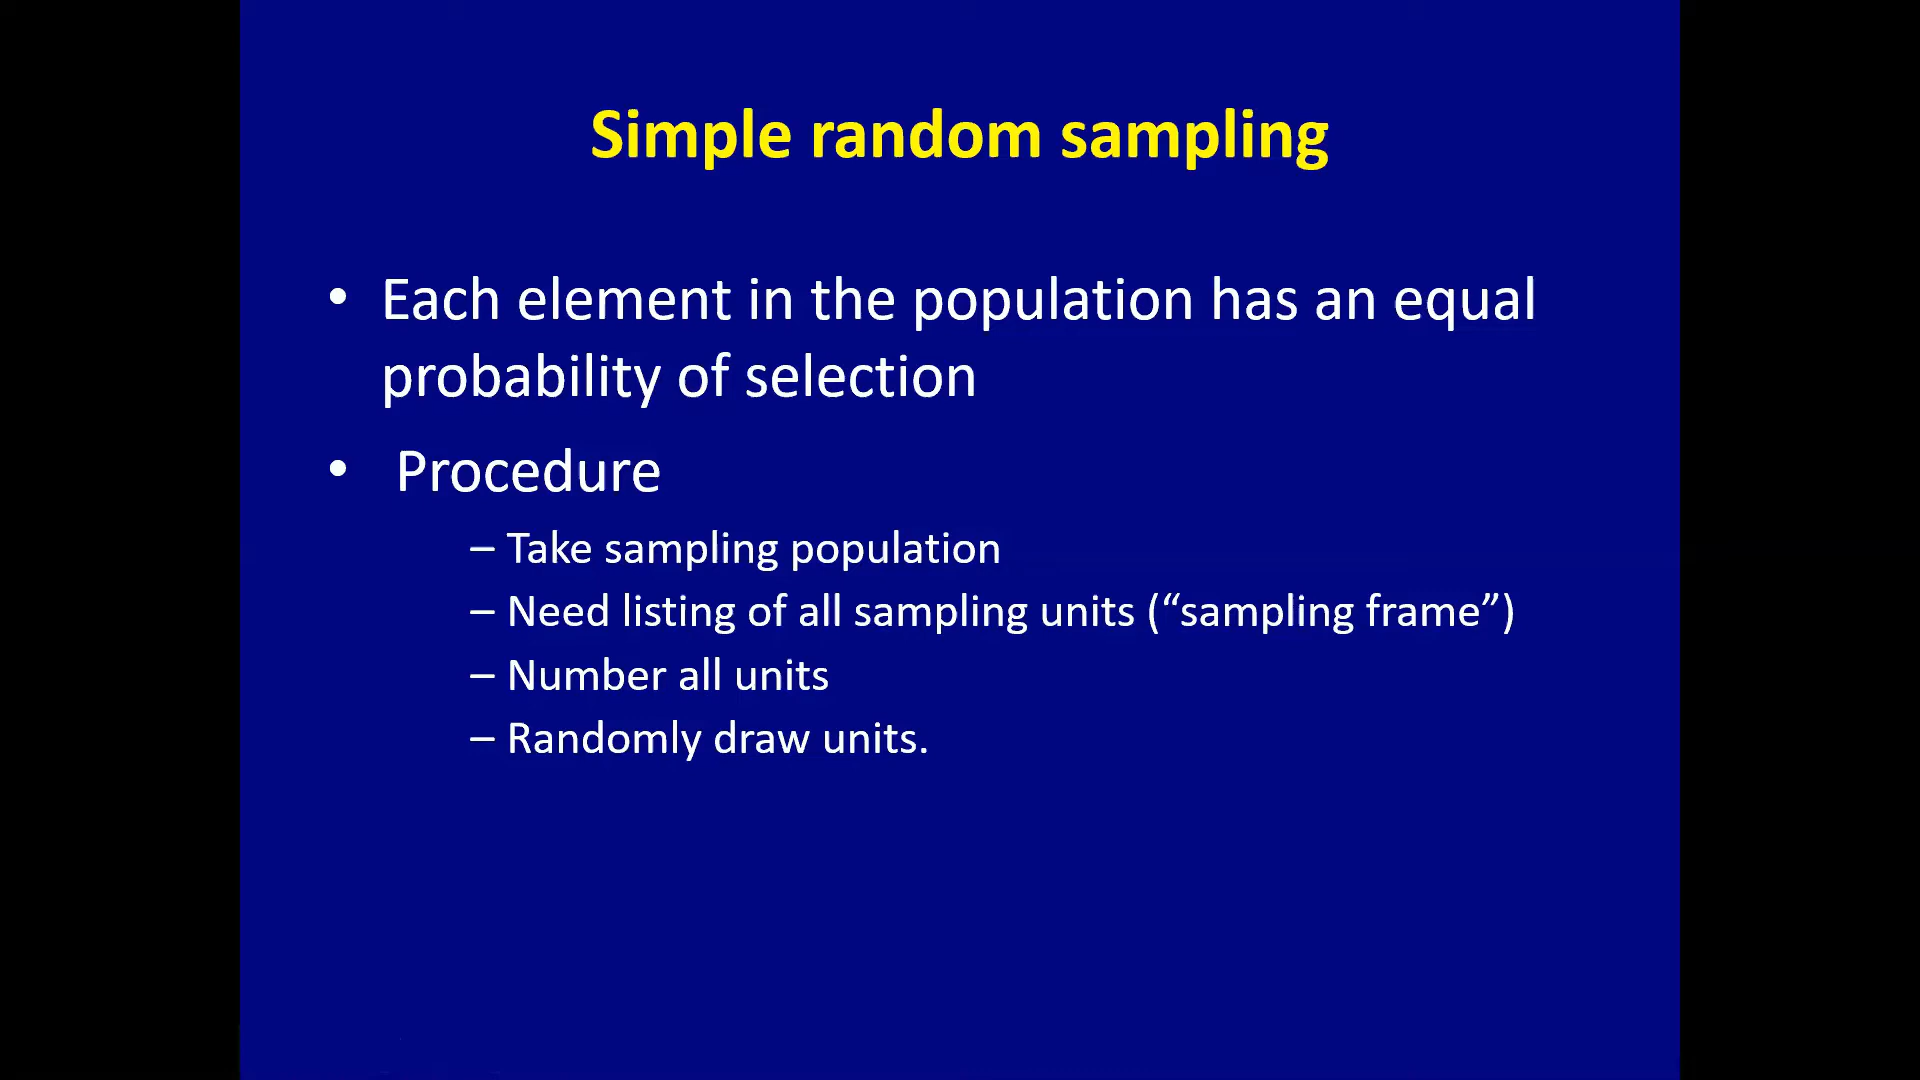 Simple random sampling
• Each element in the population has an equal
probability of selection
• Procedure
– Take sampling population
– Need listing of all sampling units (“sampling frame”)
– Number all units
– Randomly draw units.